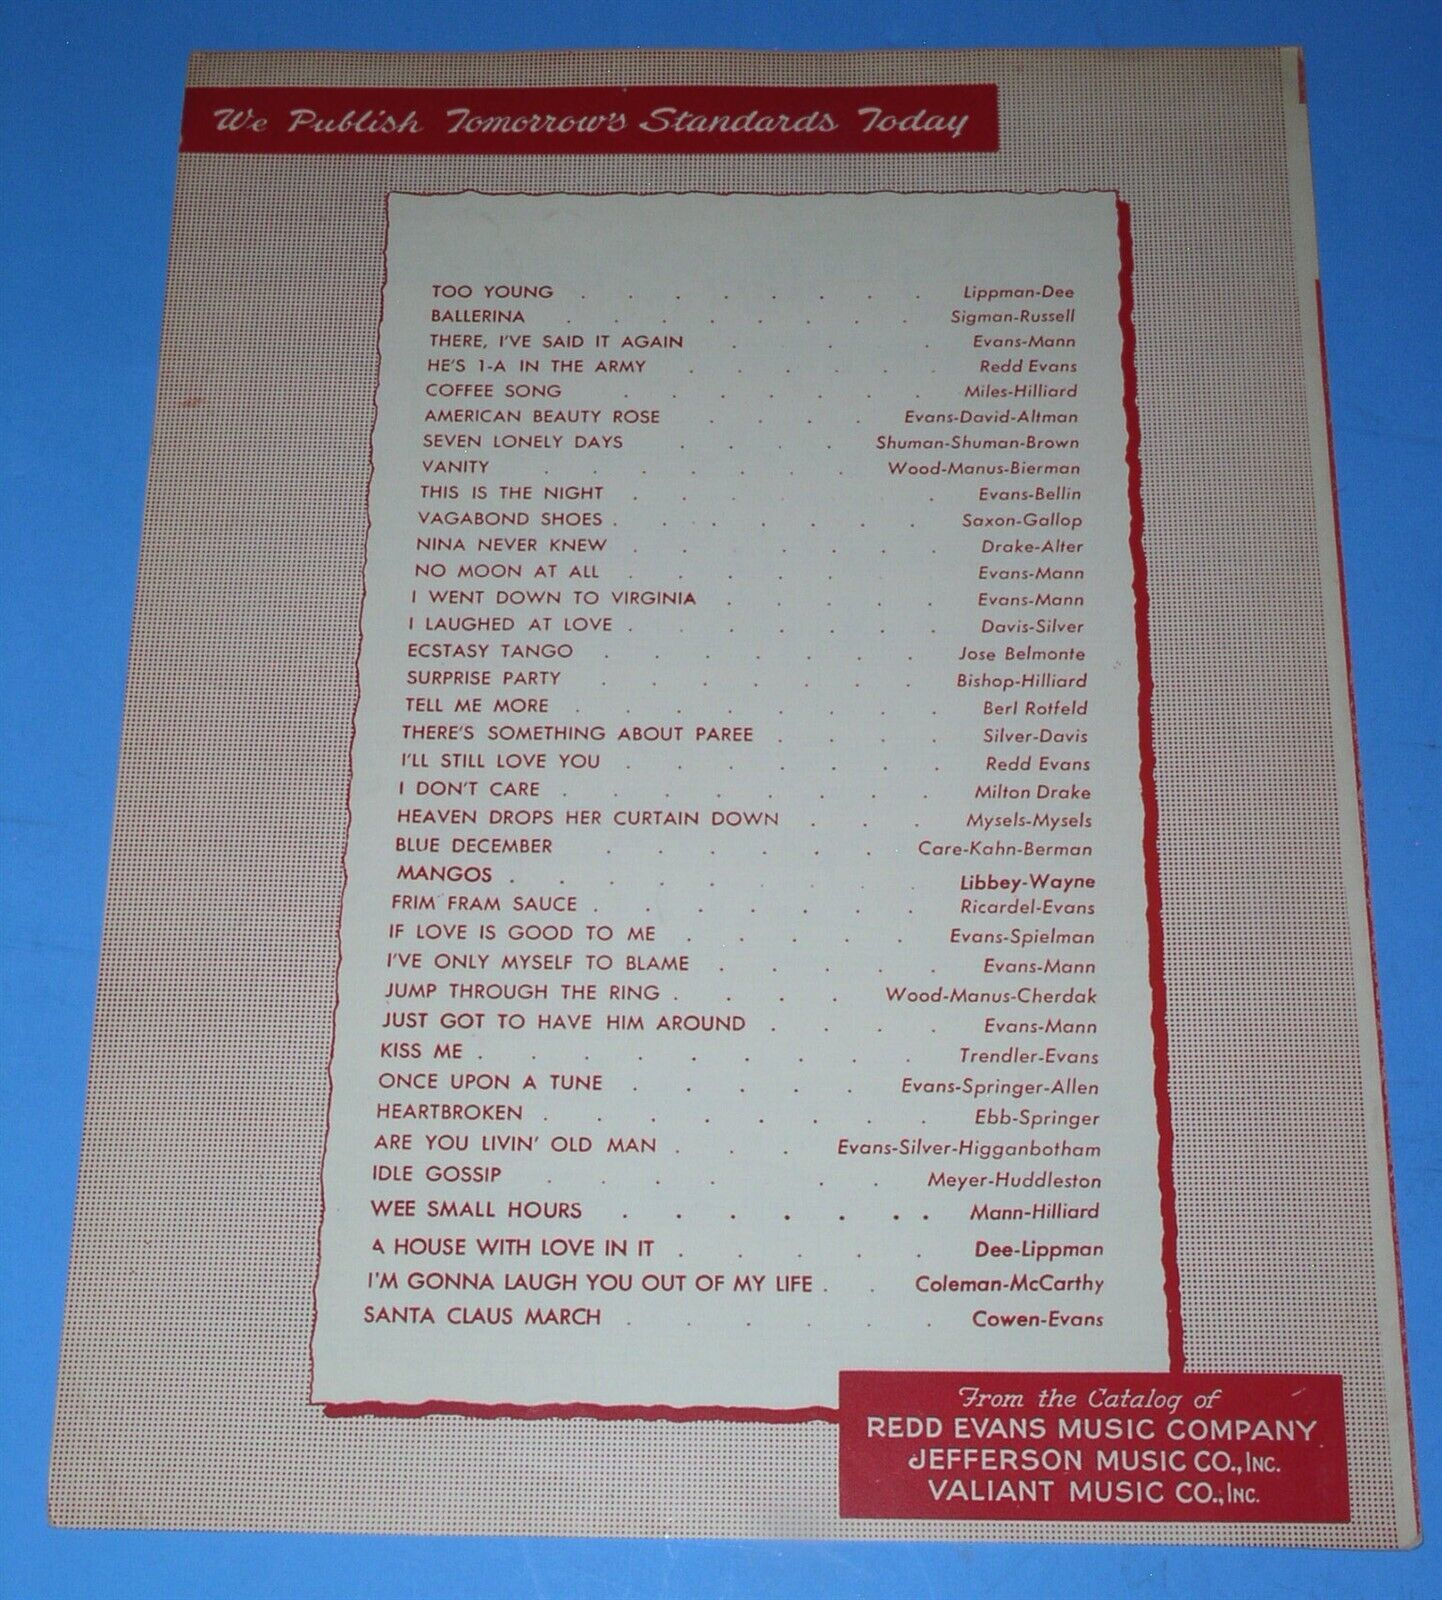 We Publish Tomorrow's Standards Today
TOO YOUNG . . . . . . . . Lippman-Dee
BALLERINA . . . . . . . . Sigman-Russell
THERE, I'VE SAID IT AGAIN . . . . Evans-Mann
HE'S 1-A IN THE ARMY . . . . . . Redd Evans
COFFEE SONG . . . . . . . Miles-Hilliard
AMERICAN BEAUTY ROSE . . . . Evans-David-Altman
SEVEN LONELY DAYS . . . . Shuman-Shuman-Brown
VANITY . . . . . . . Wood-Manus-Bierman
THIS IS THE NIGHT . . . . . . . Evans-Bellin
VAGABOND SHOES . . . . . . . Saxon-Gallop
NINA NEVER KNEW . . . . . . . Drake-Alter
NO MOON AT ALL . . . . . . . Evans-Mann
I WENT DOWN TO VIRGINIA . . . . . Evans-Mann
I LAUGHED AT LOVE . . . . . . . Davis-Silver
ECSTASY TANGO . . . . . . . Jose Belmonte
SURPRISE PARTY . . . . . . . Bishop-Hilliard
TELL ME MORE . . . . . . . . Berl Rotfeld
THERE'S SOMETHING ABOUT PAREE . . . . Silver-Davis
I'LL STILL LOVE YOU . . . . . . . Redd Evans
I DON'T CARE . . . . . . . . Milton Drake
HEAVEN DROPS HER CURTAIN DOWN . . . Mysels-Mysels
BLUE DECEMBER . . . . . . Care-Kahn-Berman
MANGOS . . . . . . . . . Libbey-Wayne
FRIM FRAM SAUCE . . . . . . . Ricardel-Evans
IF LOVE IS GOOD TO ME . . . . . Evans-Spielman
I'VE ONLY MYSELF TO BLAME . . . . . Evans-Mann
JUMP THROUGH THE RING . . . . Wood-Manus-Cherdak
JUST GOT TO HAVE HIM AROUND . . . . Evans-Mann
KISS ME . . . . . . . . . Trendler-Evans
ONCE UPON A TUNE . . . . . Evans-Springer-Allen
HEARTBROKEN . . . . . . . . Ebb-Springer
ARE YOU LIVIN' OLD MAN . . . Evans-Silver-Higganbotham
IDLE GOSSIP . . . . . . Meyer-Huddleston
WEE SMALL HOURS . . . . . . . . Mann-Hilliard
A HOUSE WITH LOVE IN IT . . . . . Dee-Lippman
I'M GONNA LAUGH YOU OUT OF MY LIFE . . Coleman-McCarthy
SANTA CLAUS MARCH . . . . . . Cowen-Evans
From the Catalog of
REDD EVANS MUSIC COMPANY
JEFFERSON MUSIC CO., INC.
VALIANT MUSIC CO., INC.